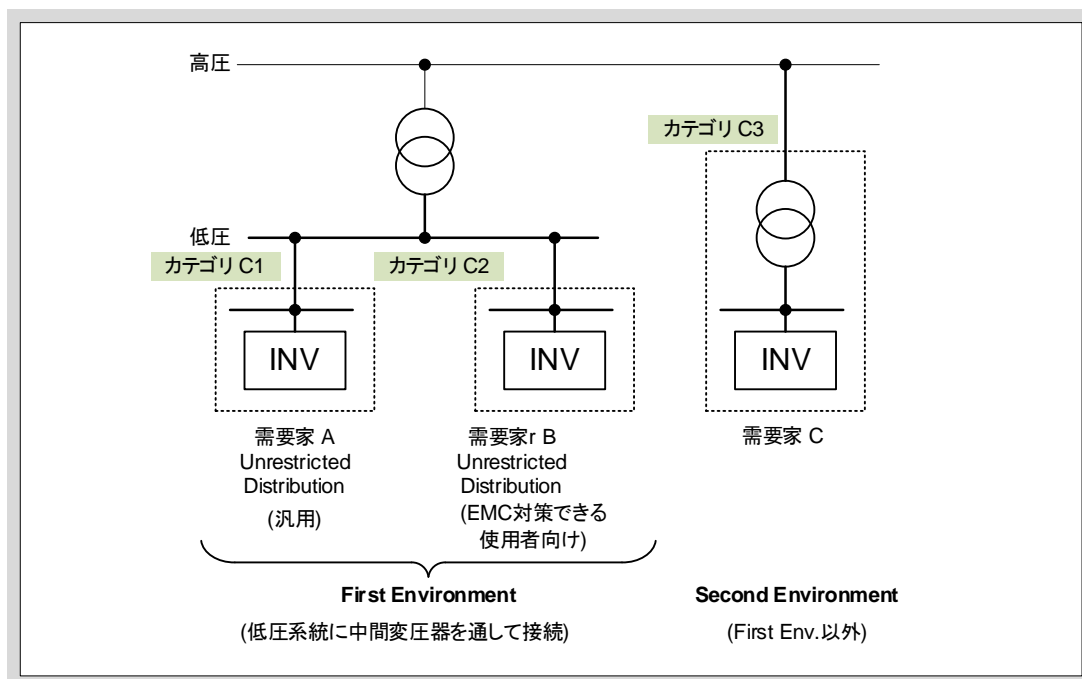 高圧
カテゴリ C3
低圧
カテゴリ C1
カテゴリ C2
INV
INV
INV
需要家 A
Unrestricted
Distribution
(汎用)
需要家r B
Unrestricted
Distribution
(EMC対策できる
使用者向け)
需要家 C
First Environment
(低圧系統に中間変圧器を通して接続)
Second Environment
(First Env.以外)